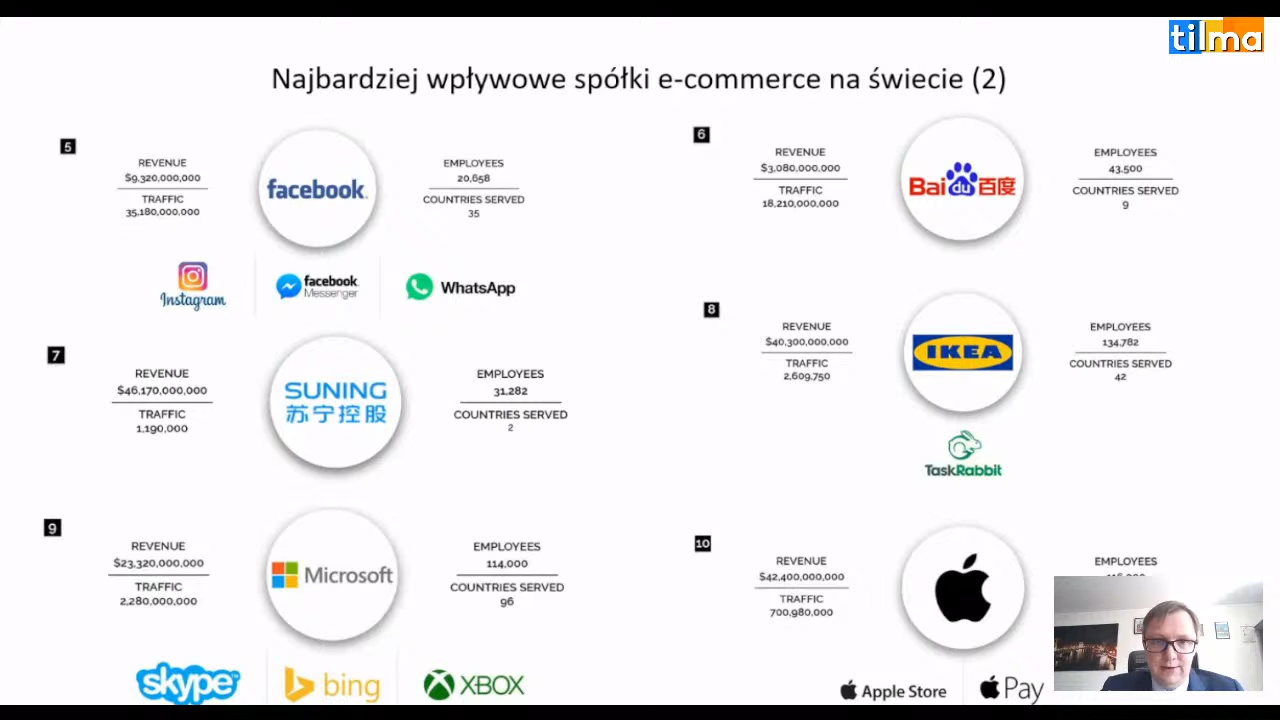 tilma
Najbardziej wpływowe spółki e-commerce na świecie (2)
5
REVENUE
$9,320,000,000
TRAFFIC
35,180,000,000
facebook.
EMPLOYEES
20,658
COUNTRIES SERVED
35
Instagram
facebook
Messenger
WhatsApp
6
REVENUE
$3,080,000,000
TRAFFIC
18,210,000,000
Bai du 百度
EMPLOYEES
43,500
COUNTRIES SERVED
9
7
REVENUE
$46,170,000,000
TRAFFIC
1,190,000
SUNING
苏宁控股
EMPLOYEES
31,282
COUNTRIES SERVED
2
8
REVENUE
$40,300,000,000
TRAFFIC
2,609,750
IKEA
EMPLOYEES
134,782
COUNTRIES SERVED
42
TaskRabbit
9
REVENUE
$23,320,000,000
TRAFFIC
2,280,000,000
Microsoft
EMPLOYEES
114,000
COUNTRIES SERVED
96
skype
bing
XBOX
10
REVENUE
$42,400,000,000
TRAFFIC
700,980,000
EMPLOYEES
Apple Store
Pay